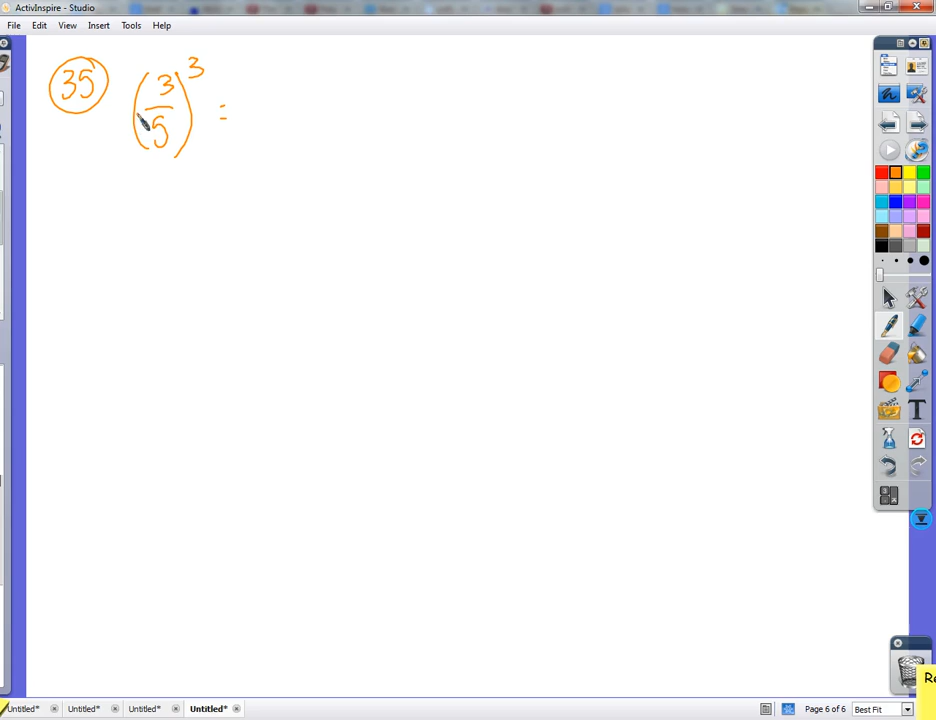 ActivInspire - Studio
File Edit View Insert Tools Help
35 (3/5)^3 =
Re
Untitled* Untitled* Untitled* Untitled* Page 6 of 6 Best Fit